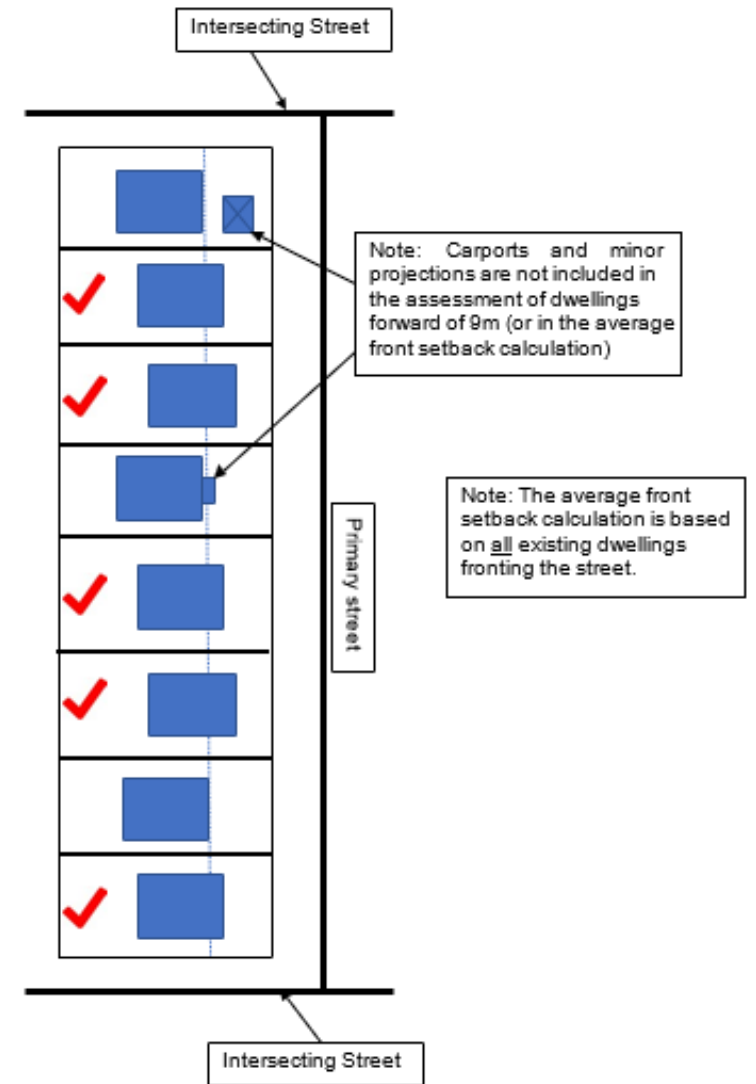 Intersecting Street
Note: Carports and minor
projections are not included in
the assessment of dwellings
forward of 9m (or in the average
front setback calculation)
Note: The average front
setback calculation is based
on all existing dwellings
fronting the street.
Primary street
Intersecting Street